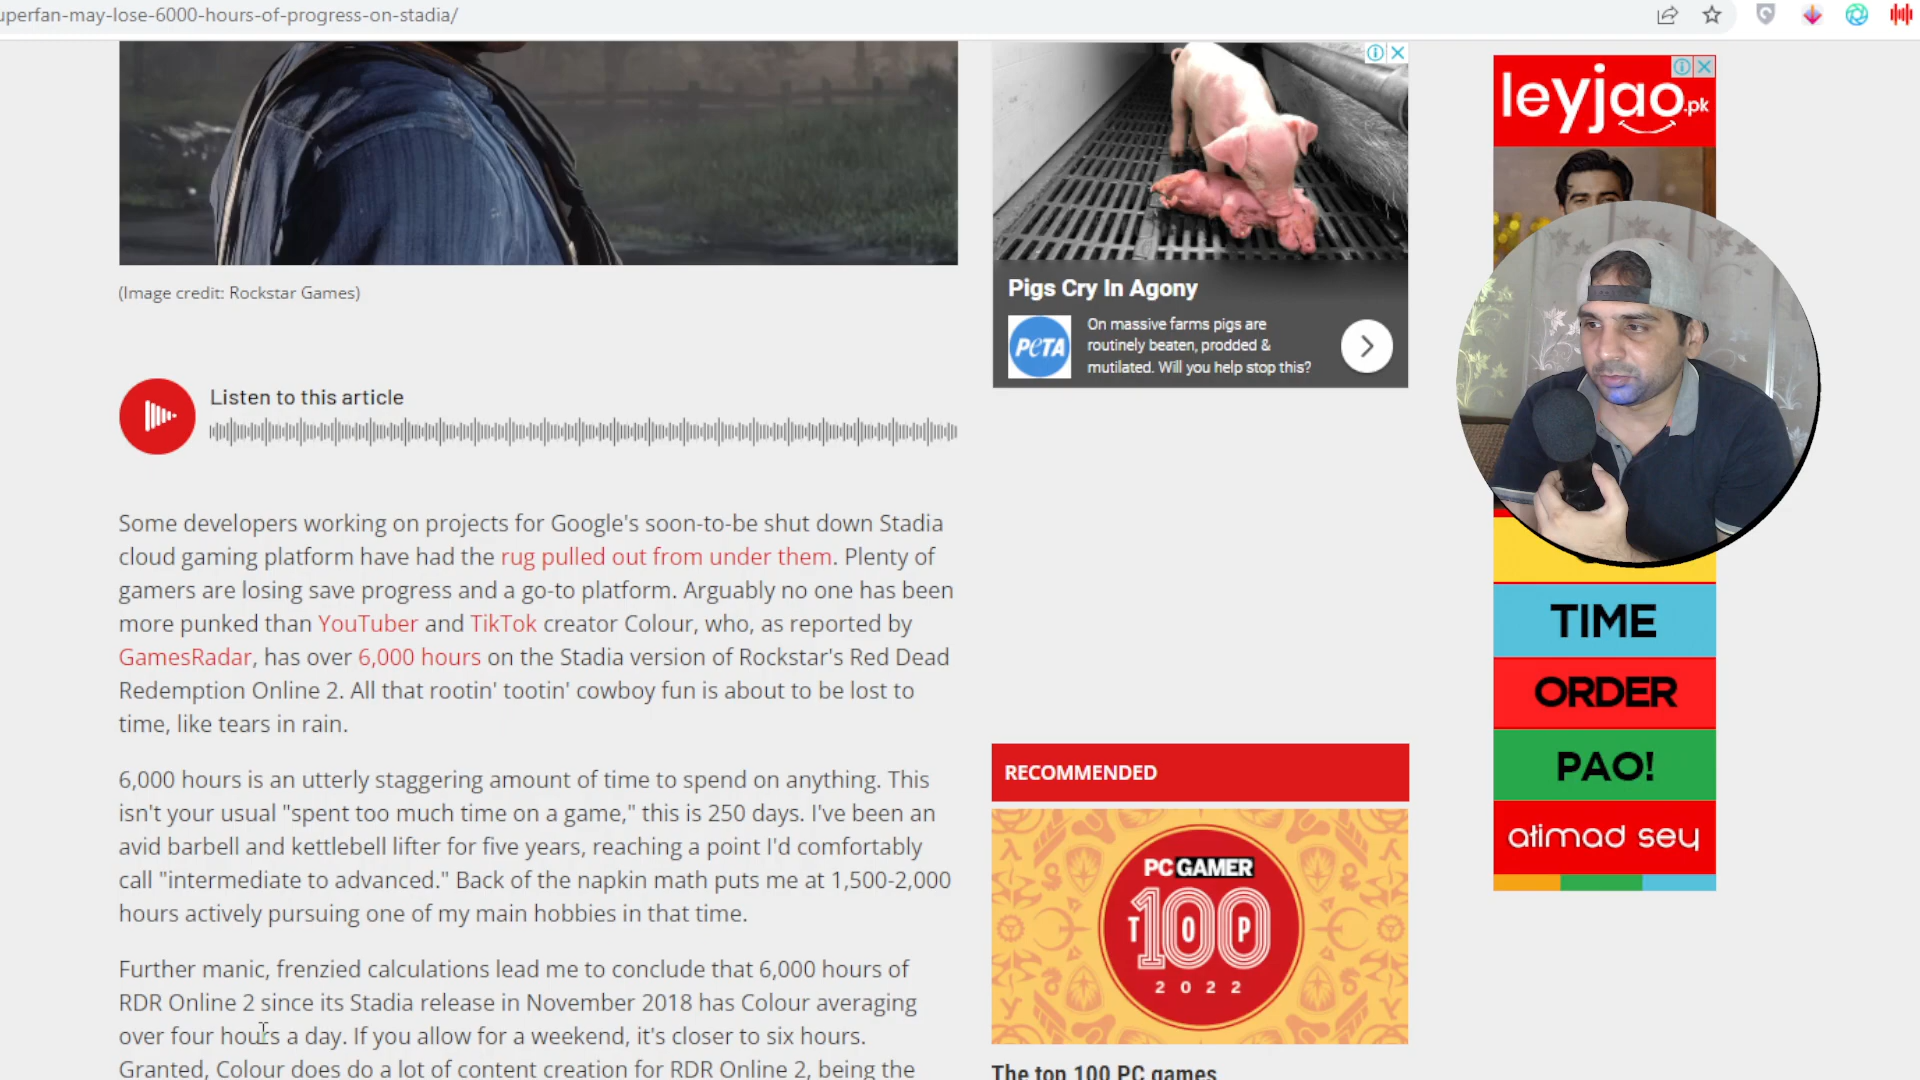 uperfan-may-lose-6000-hours-of-progress-on-stadia/
(Image credit: Rockstar Games)
Listen to this article
Some developers working on projects for Google's soon-to-be shut down Stadia
cloud gaming platform have had the rug pulled out from under them. Plenty of
gamers are losing save progress and a go-to platform. Arguably no one has been
more punked than YouTuber and TikTok creator Colour, who, as reported by
GamesRadar, has over 6,000 hours on the Stadia version of Rockstar's Red Dead
Redemption Online 2. All that rootin' tootin' cowboy fun is about to be lost to
time, like tears in rain.
6,000 hours is an utterly staggering amount of time to spend on anything. This
isn't your usual "spent too much time on a game," this is 250 days. I've been an
avid barbell and kettlebell lifter for five years, reaching a point I'd comfortably
call "intermediate to advanced." Back of the napkin math puts me at 1,500-2,000
hours actively pursuing one of my main hobbies in that time.
Further manic, frenzied calculations lead me to conclude that 6,000 hours of
RDR Online 2 since its Stadia release in November 2018 has Colour averaging
over four hours a day. If you allow for a weekend, it's closer to six hours.
Granted, Colour does do a lot of content creation for RDR Online 2, being the
Pigs Cry In Agony
PeTA
On massive farms pigs are
routinely beaten, prodded &
mutilated. Will you help stop this?
RECOMMENDED
PC GAMER
TOP
100
2022
The top 100 PC games
leyjao.pk
TIME
ORDER
PAO!
atimad sey